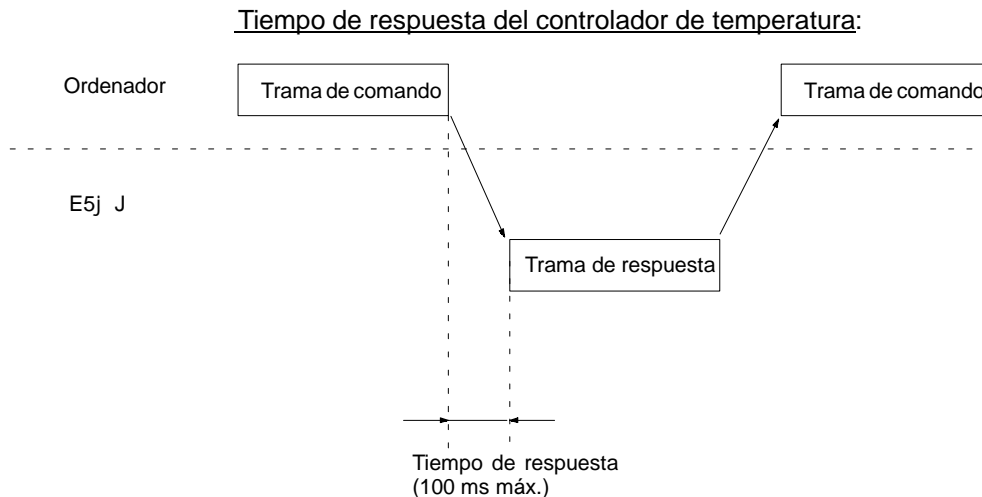 Tiempo de respuesta del controlador de temperatura:
Ordenador
Trama de comando
Trama de comando
E5j J
Trama de respuesta
Tiempo de respuesta
(100 ms máx.)